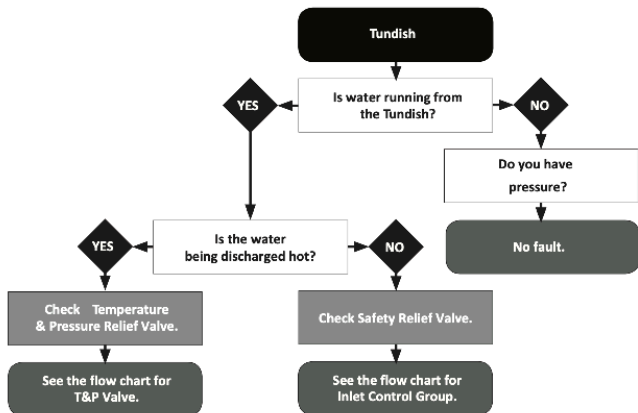 Tundish
Is water running from
the Tundish?
YES
NO
Do you have
pressure?
No fault.
Is the water
being discharged hot?
YES
NO
Check Temperature
& Pressure Relief Valve.
Check Safety Relief Valve.
See the flow chart for
T&P Valve.
See the flow chart for
Inlet Control Group.